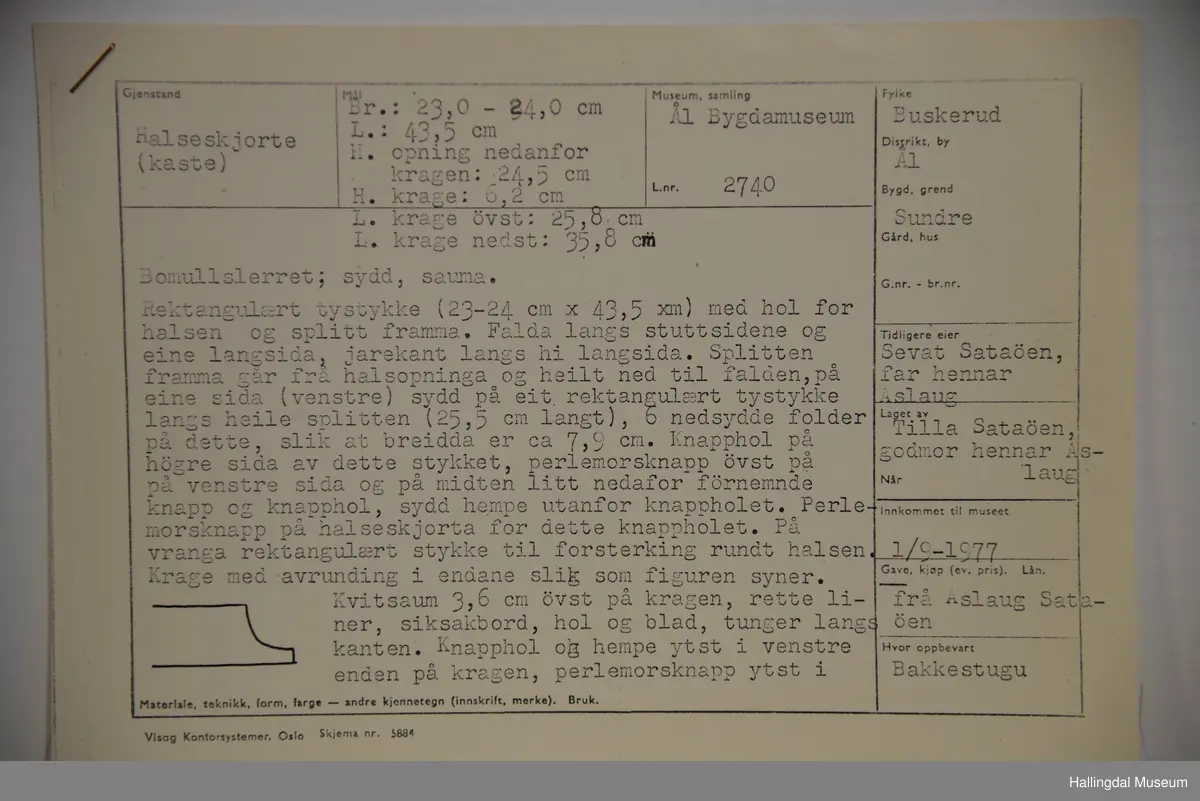 Gjenstand
Halseskjorte
(kaste)
Mål
Br.: 23,0 - 24,0 cm
L.: 43,5 cm
H. opning nedanfor
kragen: 24,5 cm
H. krage: 6,2 cm
L. krage övst: 25,8 cm
L. krage nedst: 35,8 cm
Museum, samling
Ål Bygdamuseum
L.nr. 2740
Fylke
Buskerud
Distrikt, by
Ål
Bygd, grend
Sundre
Gård, hus
G.nr. - br.nr.
Tidligere eier
Sevat Sataöen,
far hennar
Aslaug
Laget av
Tilla Sataöen,
godmor hennar As-
laug
Når
Innkommet til museet
1/9-1977
Gave, kjøp (ev. pris). Lån.
frå Aslaug Sata-
öen
Hvor oppbevart
Bakkestugu
Bomullslerret; sydd, sauma.
Rektangulært tystykke (23-24 cm x 43,5 xm) med hol for
halsen og splitt framma. Falda langs stuttsidene og
eine langsida, jarekant langs hi langsida. Splitten
framma går frå halsopninga og heilt ned til falden,på
eine sida (venstre) sydd på eit rektangulært tystykke
langs heile splitten (25,5 cm langt), 6 nedsydde folder
på dette, slik at breidda er ca 7,9 cm. Knapphol på
högre sida av dette stykket, perlemorsknapp övst på
på venstre sida og på midten litt nedafor förnemnde
knapp og knapphol, sydd hempe utanfor knappholet. Perle-
morsknapp på halseskjorta for dette knappholet. På
vranga rektangulært stykke til forsterking rundt halsen.
Krage med avrunding i endane slik som figuren syner.
Kvitsaum 3,6 cm övst på kragen, rette li-
ner, siksakbord, hol og blad, tunger langs
kanten. Knapphol og hempe ytst i venstre
enden på kragen, perlemorsknapp ytst i
Materiale, teknikk, form, farge — andre kjennetegn (innskrift, merke). Bruk.
Visag Kontorsystemer, Oslo Skjema nr. 5884
Hallingdal Museum